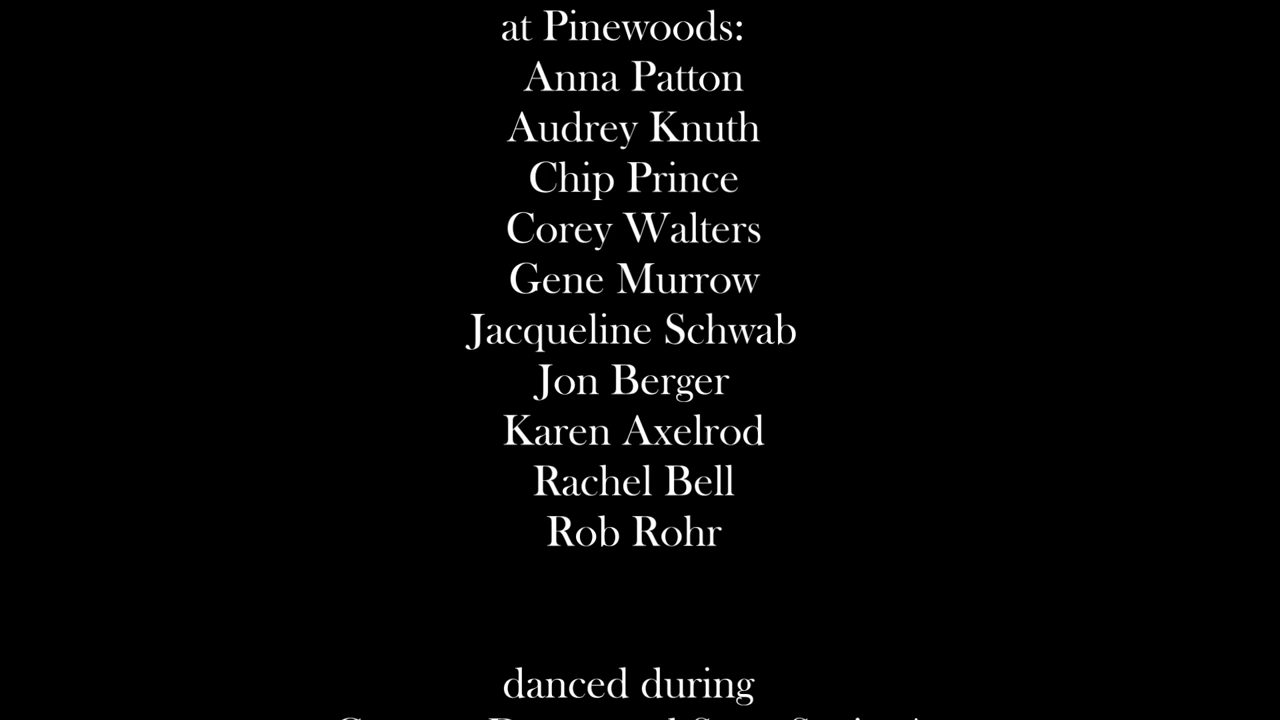 at Pinewoods:
Anna Patton
Audrey Knuth
Chip Prince
Corey Walters
Gene Murrow
Jacqueline Schwab
Jon Berger
Karen Axelrod
Rachel Bell
Rob Rohr
danced during